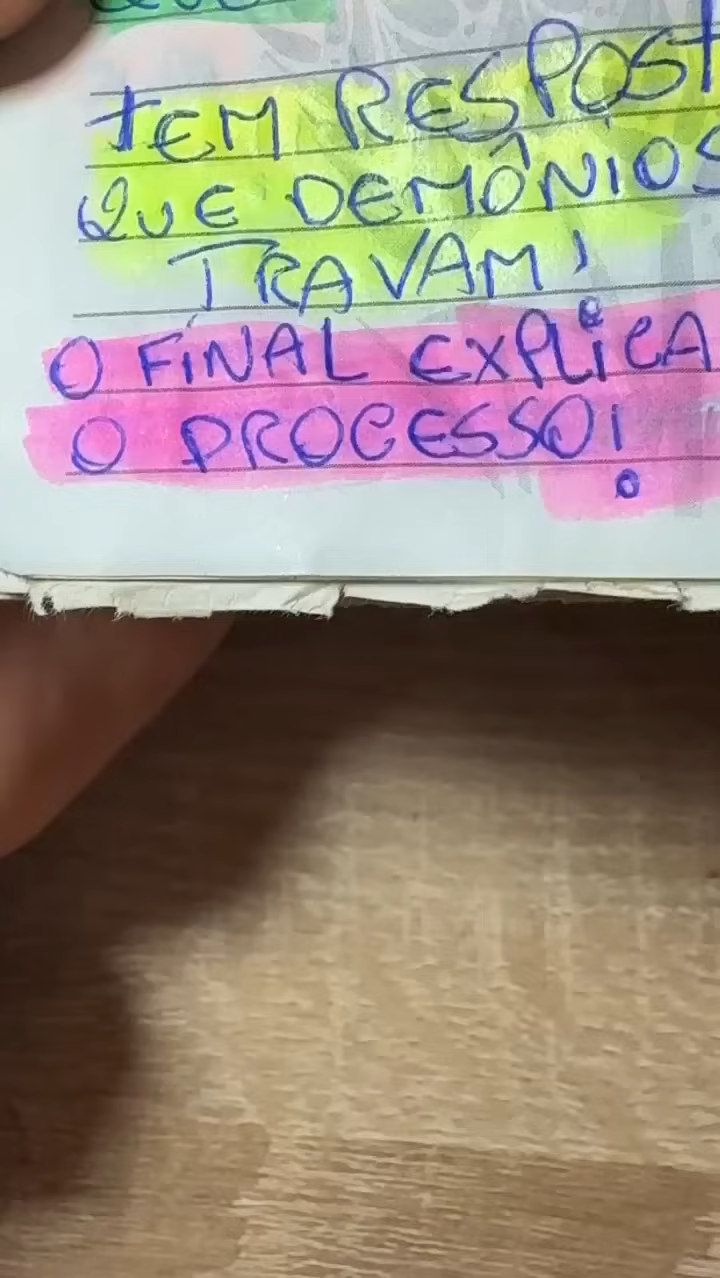 TEM RESPOST
QUE DEMÔNIOS
TRAVAM!
O FINAL EXPLICA
O PROCESSO!